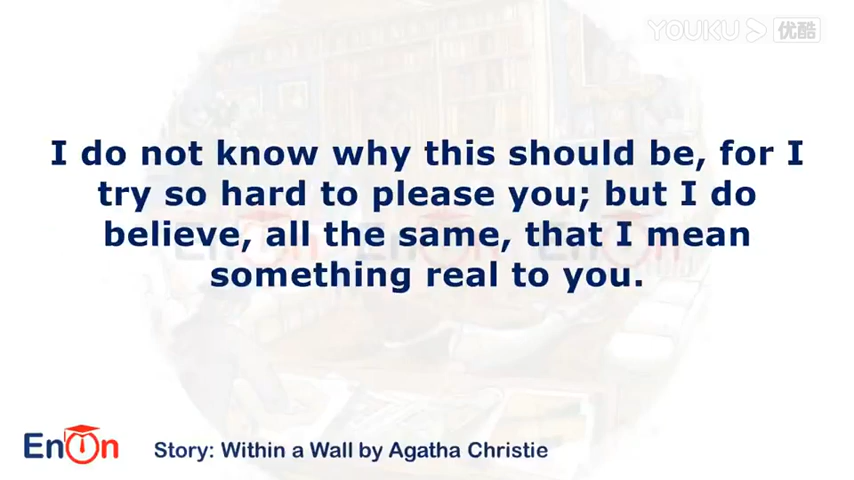 YOUKU 优酷
I do not know why this should be, for I
try so hard to please you; but I do
believe, all the same, that I mean
something real to you.
EnOn
Story: Within a Wall by Agatha Christie